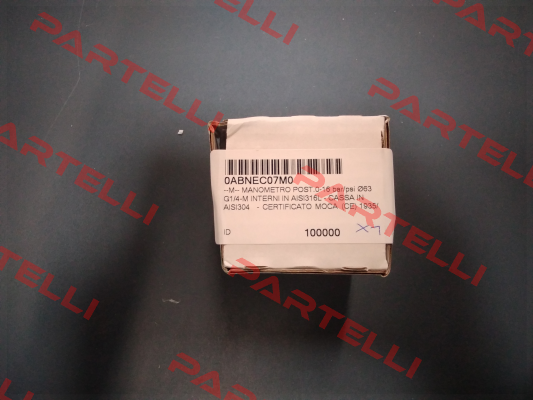 PARTELLI
PARTELLI
PARTELLI
0ABNEC07M0
--M-- MANOMETRO POST.0-16 bar/psi Ø63
G1/4-M INTERNI IN AISI316L - CASSA IN
AISI304 - CERTIFICATO MOCA (CE) 1935/
ID 100000 x1
PARTELLI
PARTELLI
PARTELLI